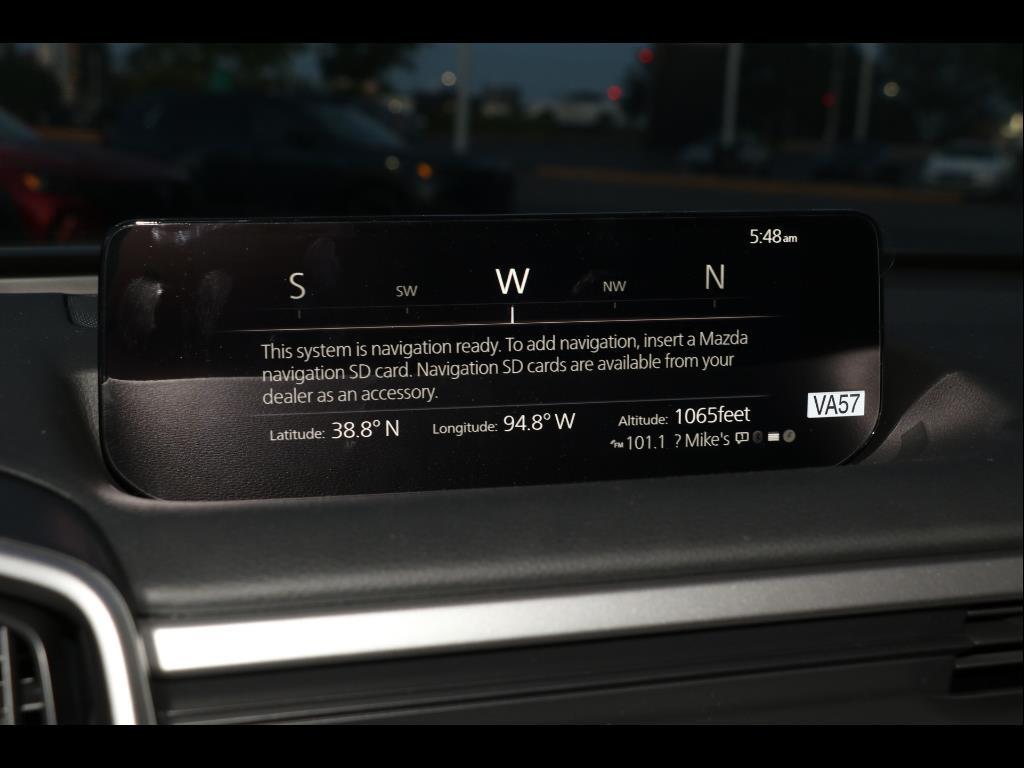 5:48am
S SW W NW N
This system is navigation ready. To add navigation, insert a Mazda
navigation SD card. Navigation SD cards are available from your
dealer as an accessory.
Latitude: 38.8° N Longitude: 94.8° W Altitude: 1065feet
VA57
FM 101.1 ? Mike's